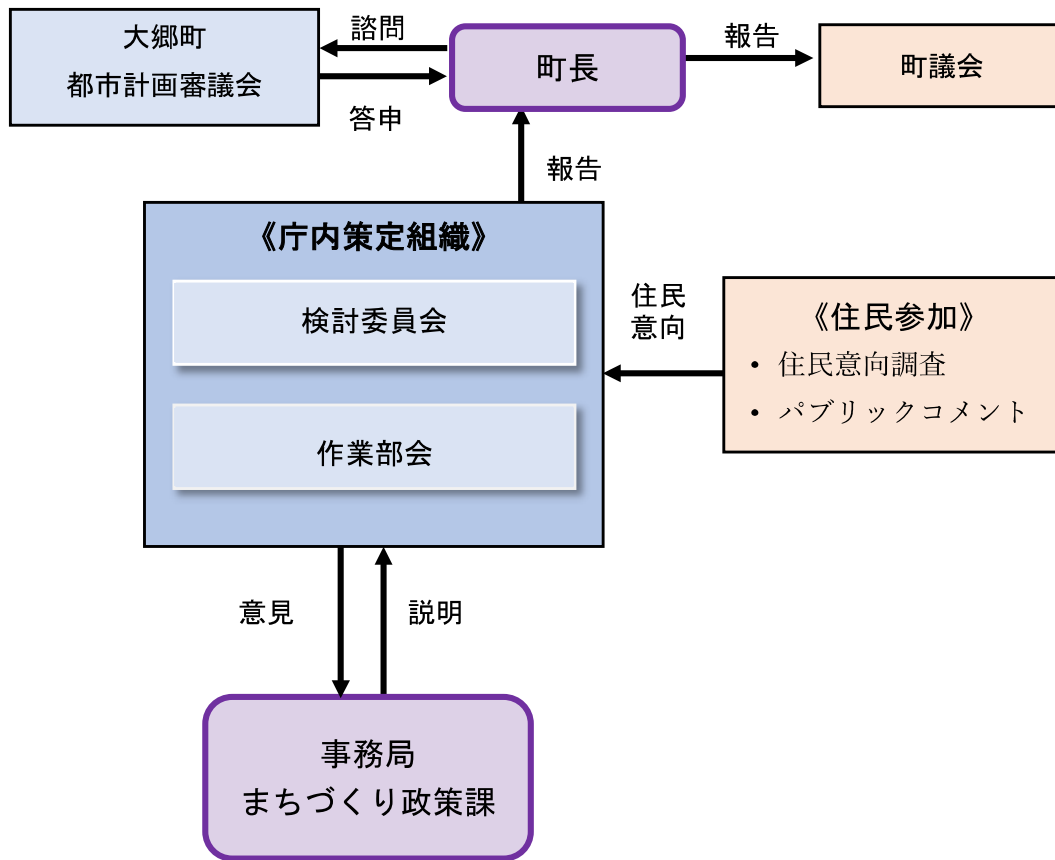 大郷町
都市計画審議会
諮問
答申
町長
報告
町議会
報告
《庁内策定組織》
検討委員会
作業部会
住民
意向
《住民参加》
• 住民意向調査
• パブリックコメント
意見
説明
事務局
まちづくり政策課